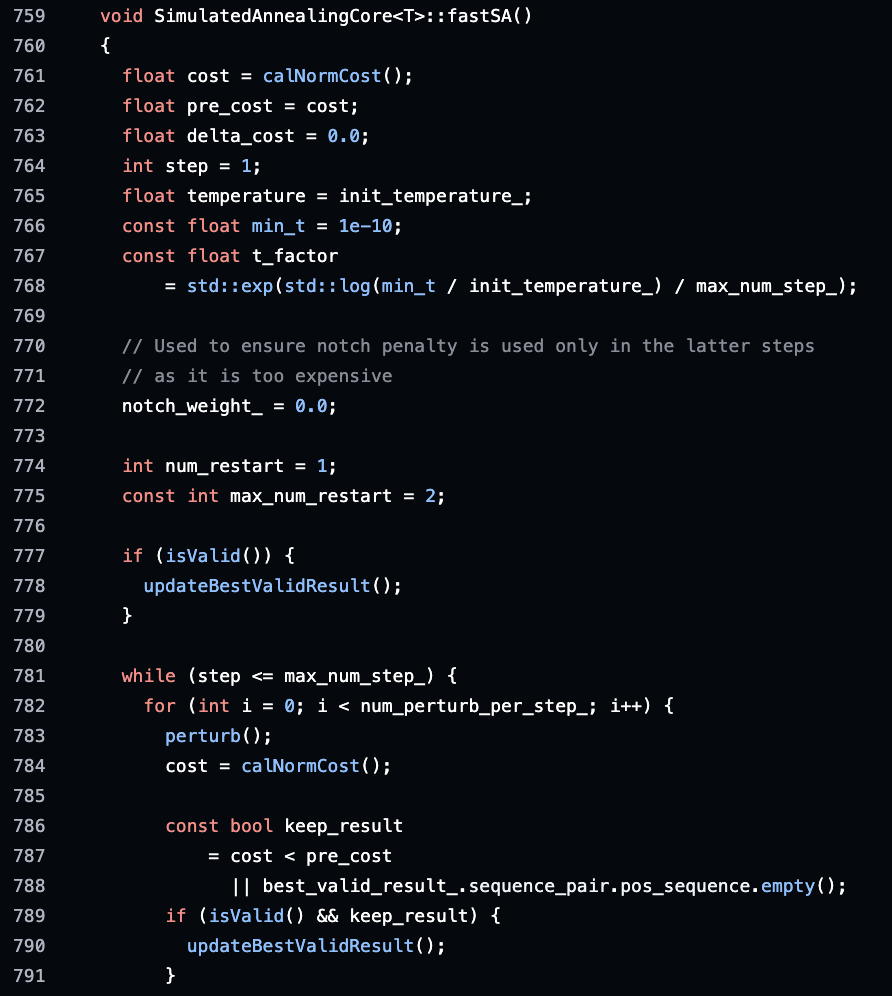 759 void SimulatedAnnealingCore<T>::fastSA()
760 {
761   float cost = calNormCost();
762   float pre_cost = cost;
763   float delta_cost = 0.0;
764   int step = 1;
765   float temperature = init_temperature_;
766   const float min_t = 1e-10;
767   const float t_factor
768       = std::exp(std::log(min_t / init_temperature_) / max_num_step_);
769
770   // Used to ensure notch penalty is used only in the latter steps
771   // as it is too expensive
772   notch_weight_ = 0.0;
773
774   int num_restart = 1;
775   const int max_num_restart = 2;
776
777   if (isValid()) {
778     updateBestValidResult();
779   }
780
781   while (step <= max_num_step_) {
782     for (int i = 0; i < num_perturb_per_step_; i++) {
783       perturb();
784       cost = calNormCost();
785
786       const bool keep_result
787           = cost < pre_cost
788             || best_valid_result_.sequence_pair.pos_sequence.empty();
789       if (isValid() && keep_result) {
790         updateBestValidResult();
791       }